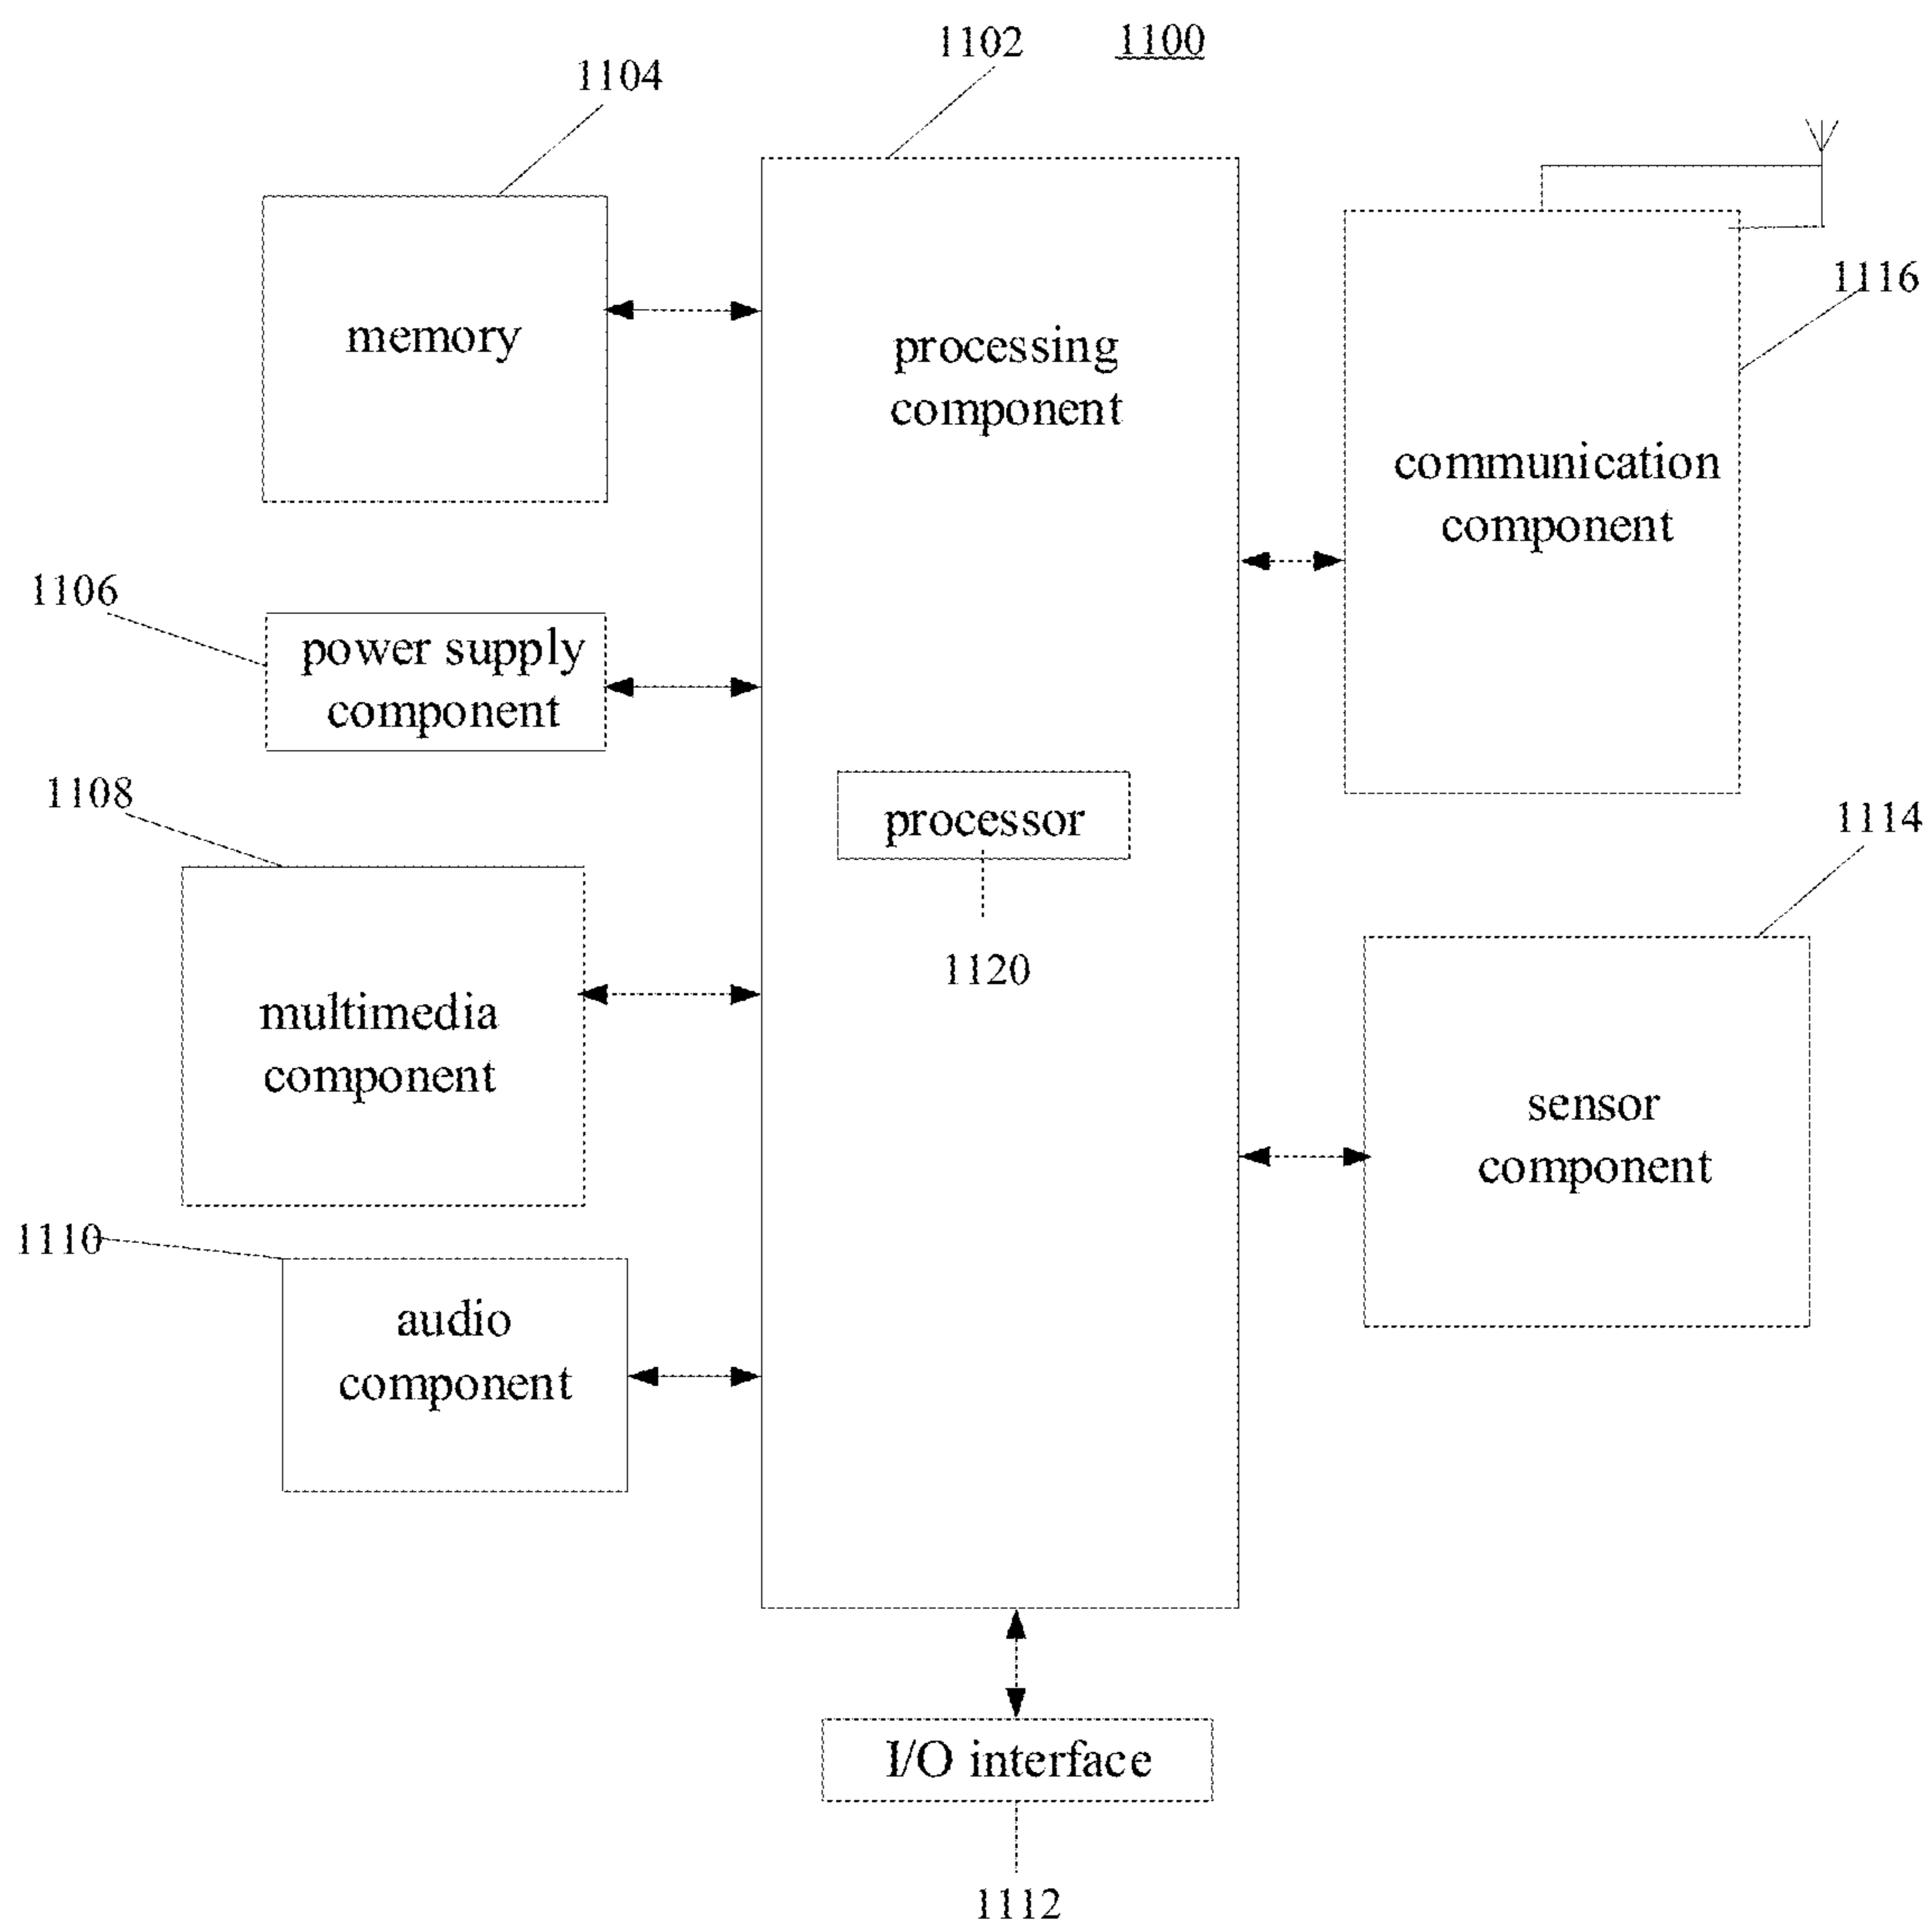 1102
1100
1104
memory
processing
component
1116
communication
component
1106
power supply
component
1108
processor
1114
1120
multimedia
component
sensor
component
1110
audio
component
I/O interface
1112